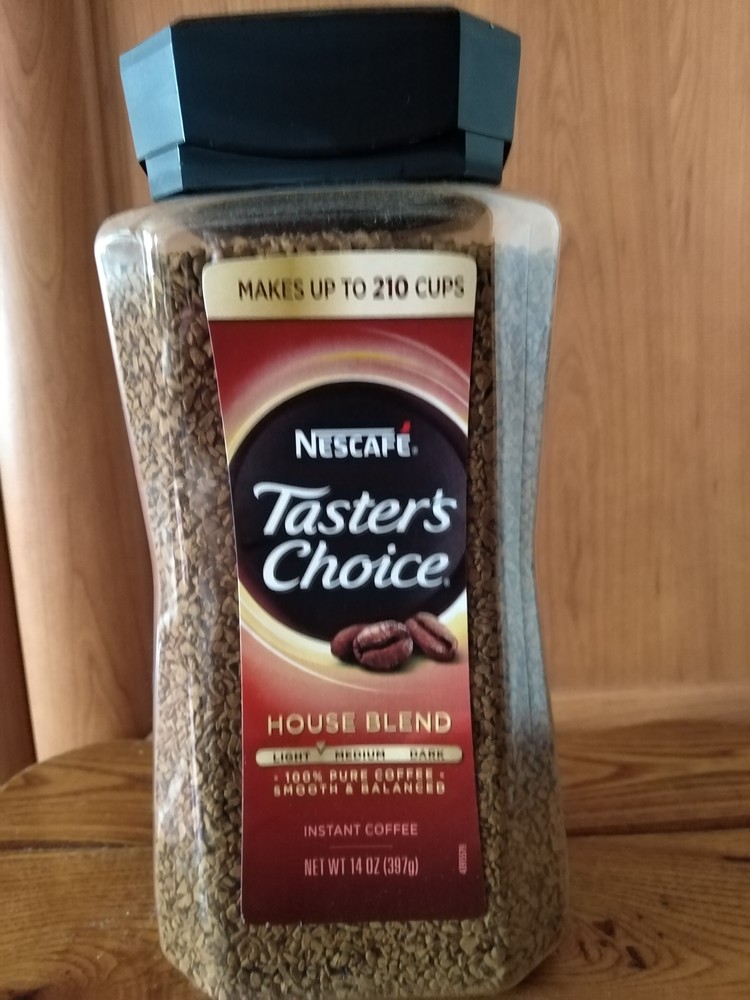 MAKES UP TO 210 CUPS
NESCAFÉ®
Taster's
Choice®
HOUSE BLEND
LIGHT MEDIUM DARK
• 100% PURE COFFEE •
SMOOTH & BALANCED
INSTANT COFFEE
NET WT 14 OZ (397g)